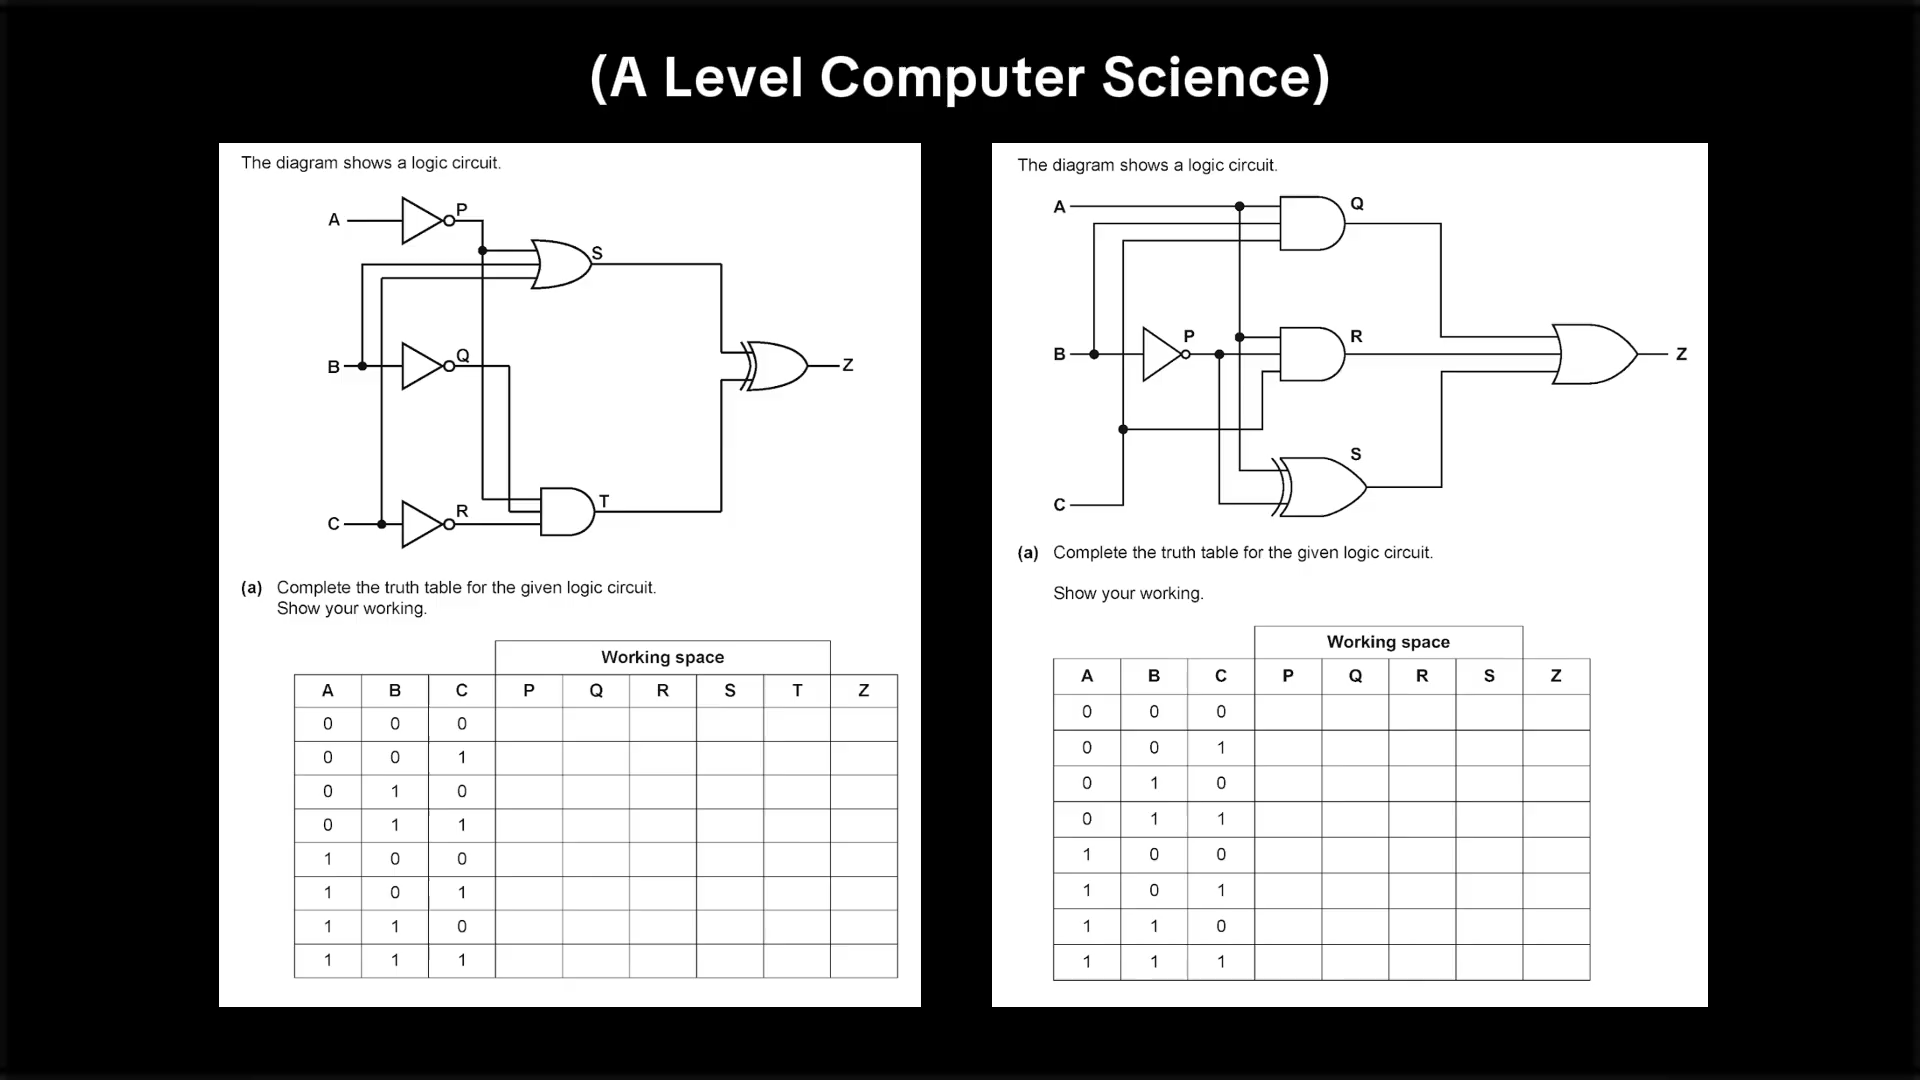 (A Level Computer Science)
The diagram shows a logic circuit.
A
P
S
B
Q
Z
C
R
T
(a) Complete the truth table for the given logic circuit.
Show your working.
Working space
A B C P Q R S T Z
0 0 0
0 0 1
0 1 0
0 1 1
1 0 0
1 0 1
1 1 0
1 1 1
The diagram shows a logic circuit.
A
Q
B
P
R
Z
S
C
(a) Complete the truth table for the given logic circuit.
Show your working.
Working space
A B C P Q R S Z
0 0 0
0 0 1
0 1 0
0 1 1
1 0 0
1 0 1
1 1 0
1 1 1